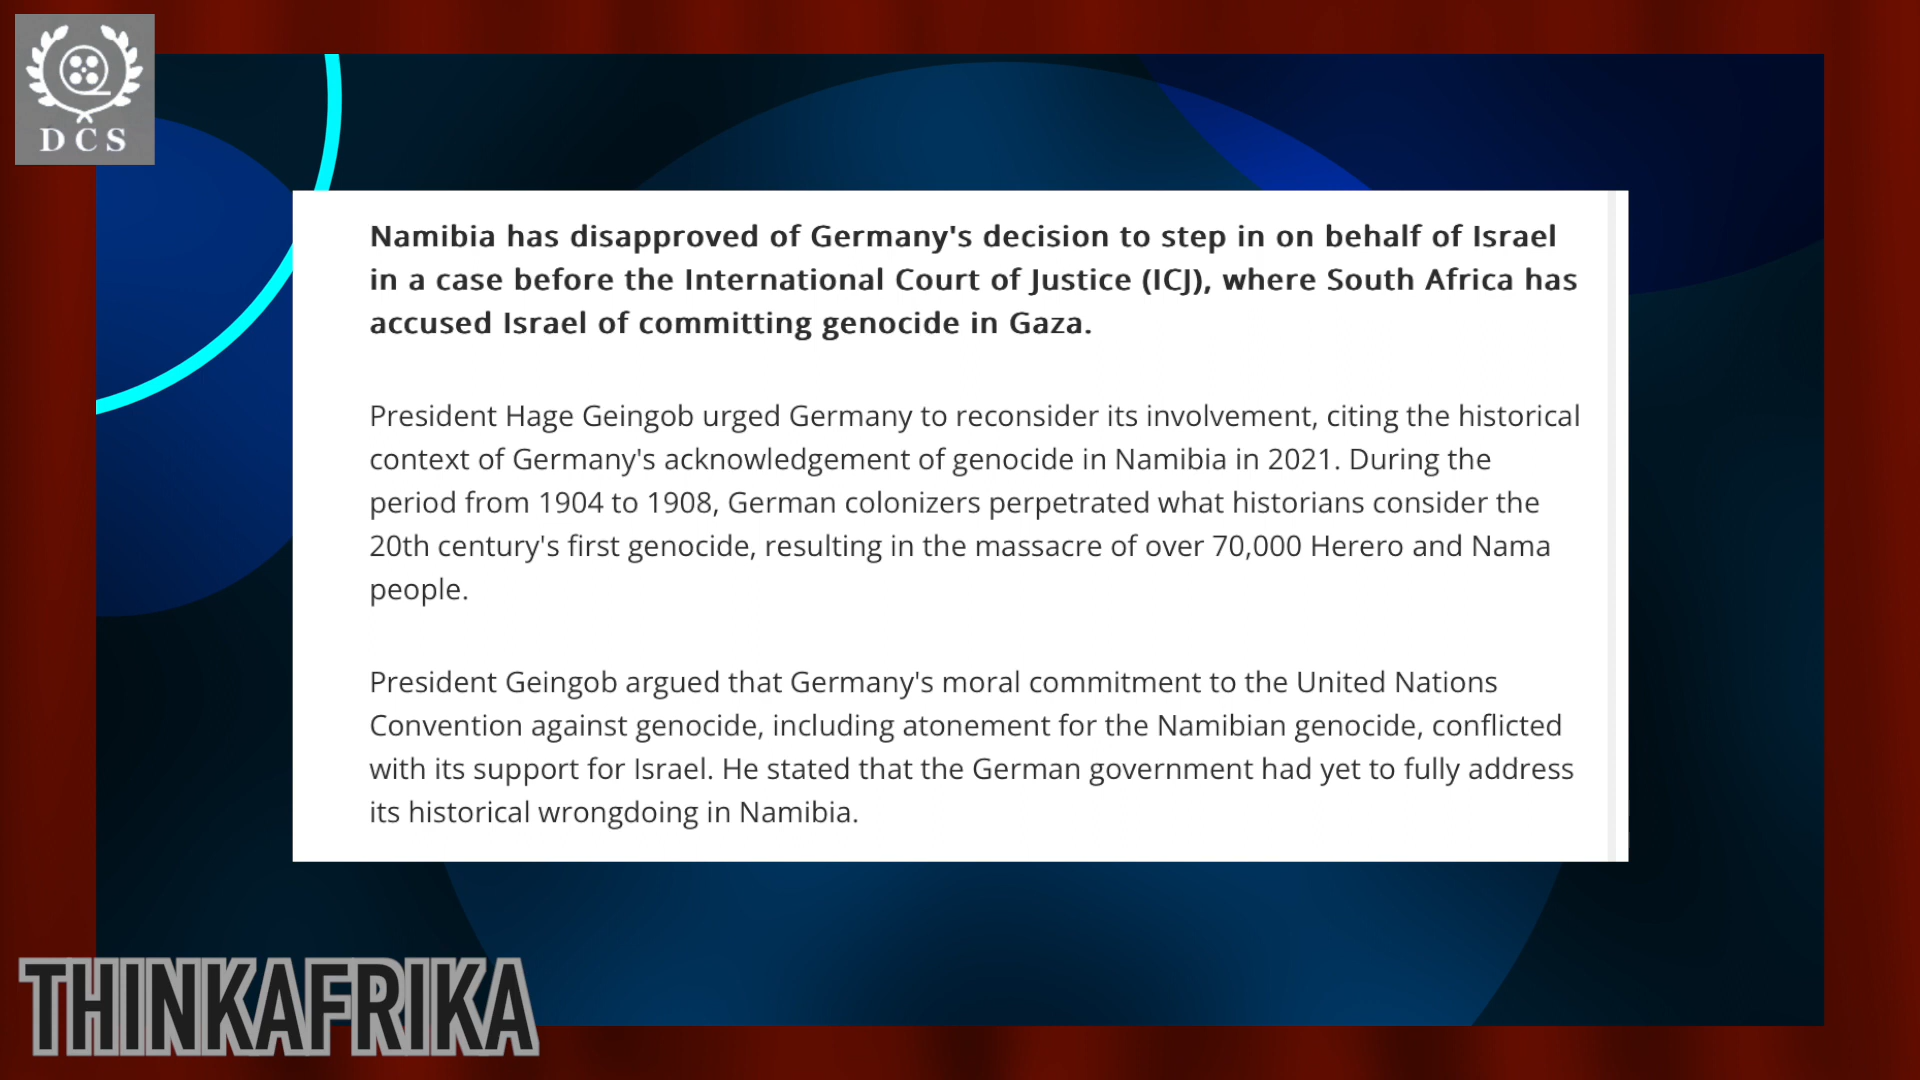 DCS
Namibia has disapproved of Germany's decision to step in on behalf of Israel
in a case before the International Court of Justice (ICJ), where South Africa has
accused Israel of committing genocide in Gaza.
President Hage Geingob urged Germany to reconsider its involvement, citing the historical
context of Germany's acknowledgement of genocide in Namibia in 2021. During the
period from 1904 to 1908, German colonizers perpetrated what historians consider the
20th century's first genocide, resulting in the massacre of over 70,000 Herero and Nama
people.
President Geingob argued that Germany's moral commitment to the United Nations
Convention against genocide, including atonement for the Namibian genocide, conflicted
with its support for Israel. He stated that the German government had yet to fully address
its historical wrongdoing in Namibia.
THINKAFRIKA